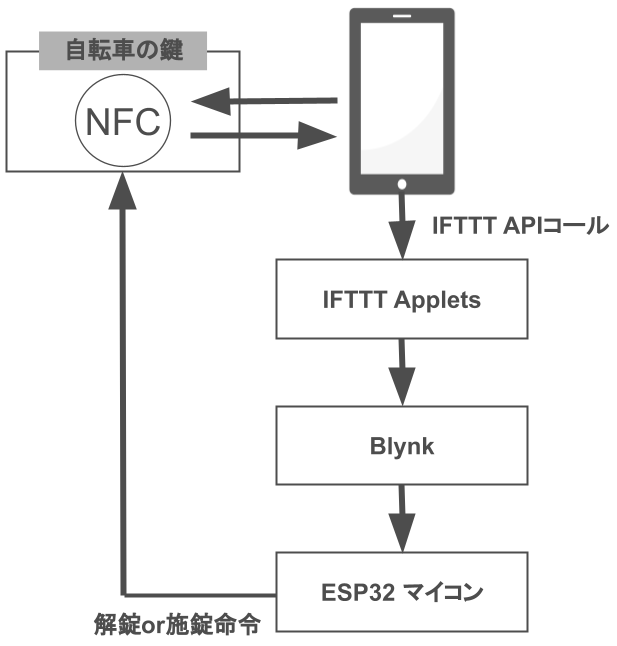 自転車の鍵
NFC
IFTTT APIコール
IFTTT Applets
Blynk
ESP32 マイコン
解錠or施錠命令